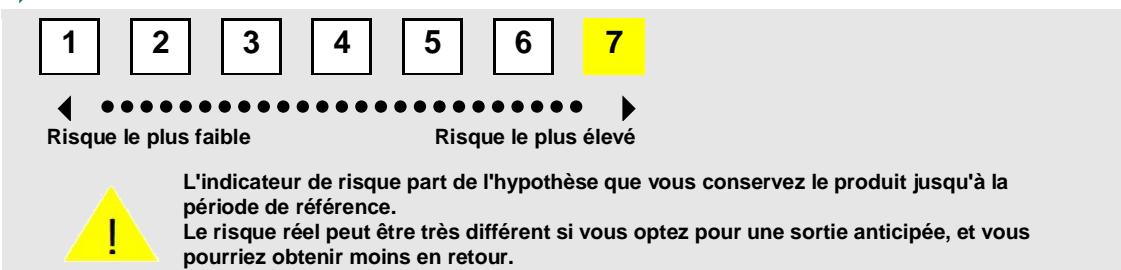 1 2 3 4 5 6 7
Risque le plus faible Risque le plus élevé
L'indicateur de risque part de l'hypothèse que vous conservez le produit jusqu'à la
période de référence.
Le risque réel peut être très différent si vous optez pour une sortie anticipée, et vous
pourriez obtenir moins en retour.
!